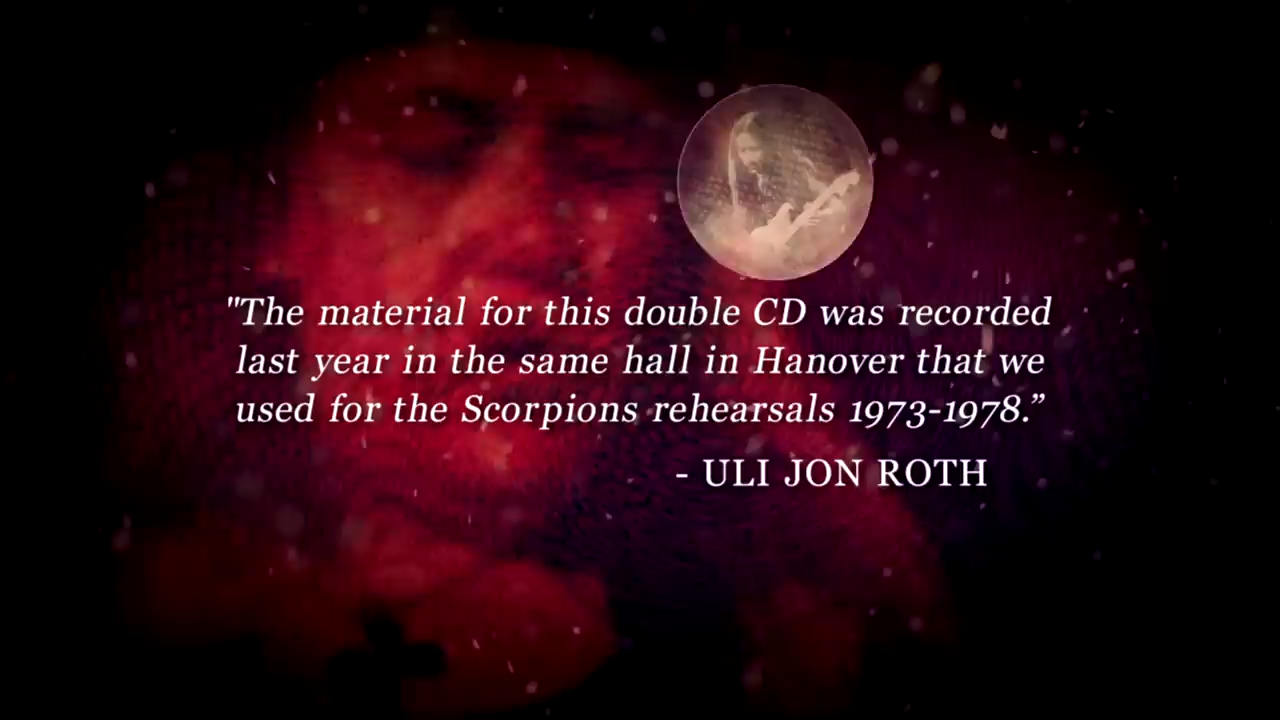 "The material for this double CD was recorded
last year in the same hall in Hanover that we
used for the Scorpions rehearsals 1973-1978.”
- ULI JON ROTH